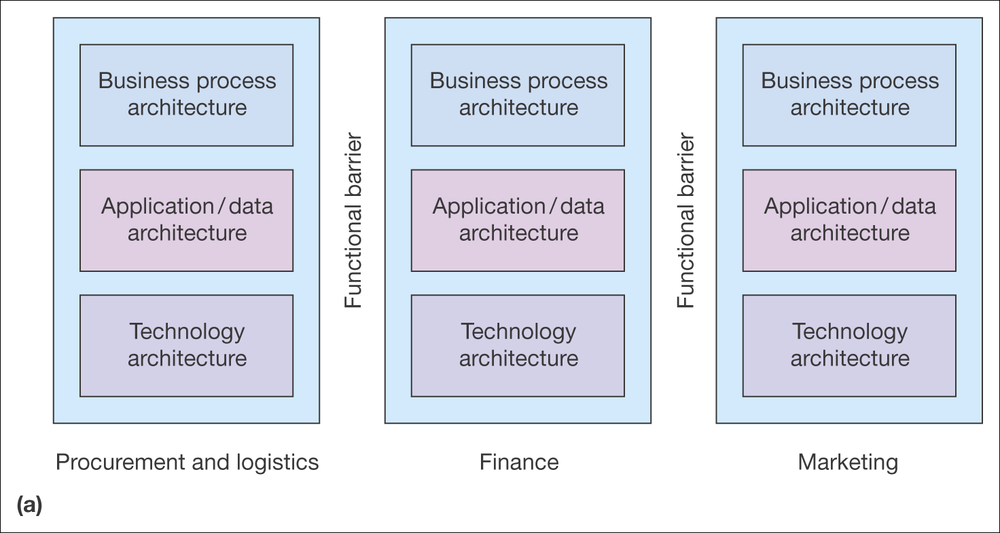 Business process
architecture
Application/data
architecture
Technology
architecture
Procurement and logistics
Functional barrier
Business process
architecture
Application/data
architecture
Technology
architecture
Finance
Functional barrier
Business process
architecture
Application/data
architecture
Technology
architecture
Marketing
(a)